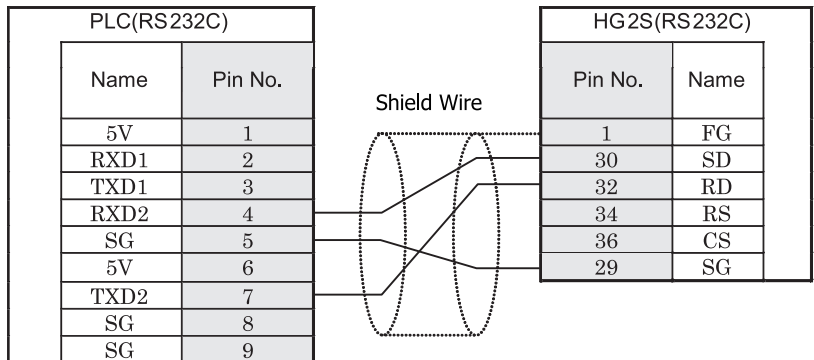 PLC(RS232C)
Name Pin No.
5V 1
RXD1 2
TXD1 3
RXD2 4
SG 5
5V 6
TXD2 7
SG 8
SG 9
Shield Wire
HG2S(RS232C)
Pin No. Name
1 FG
30 SD
32 RD
34 RS
36 CS
29 SG